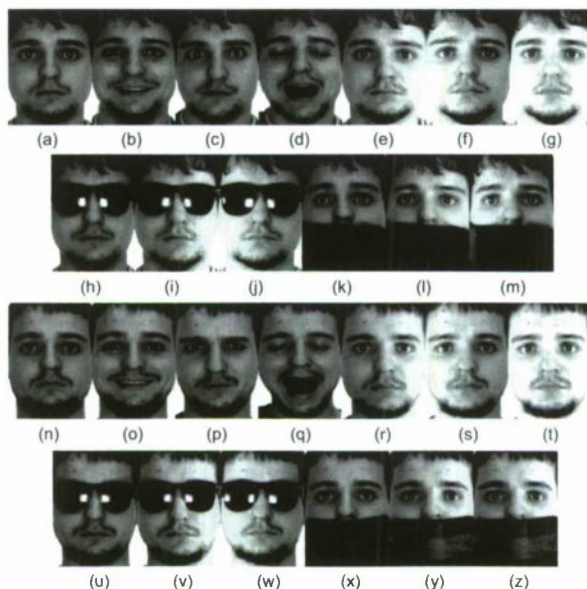 (a) (b) (c) (d) (e) (f) (g)
(h) (i) (j) (k) (l) (m)
(n) (o) (p) (q) (r) (s) (t)
(u) (v) (w) (x) (y) (z)